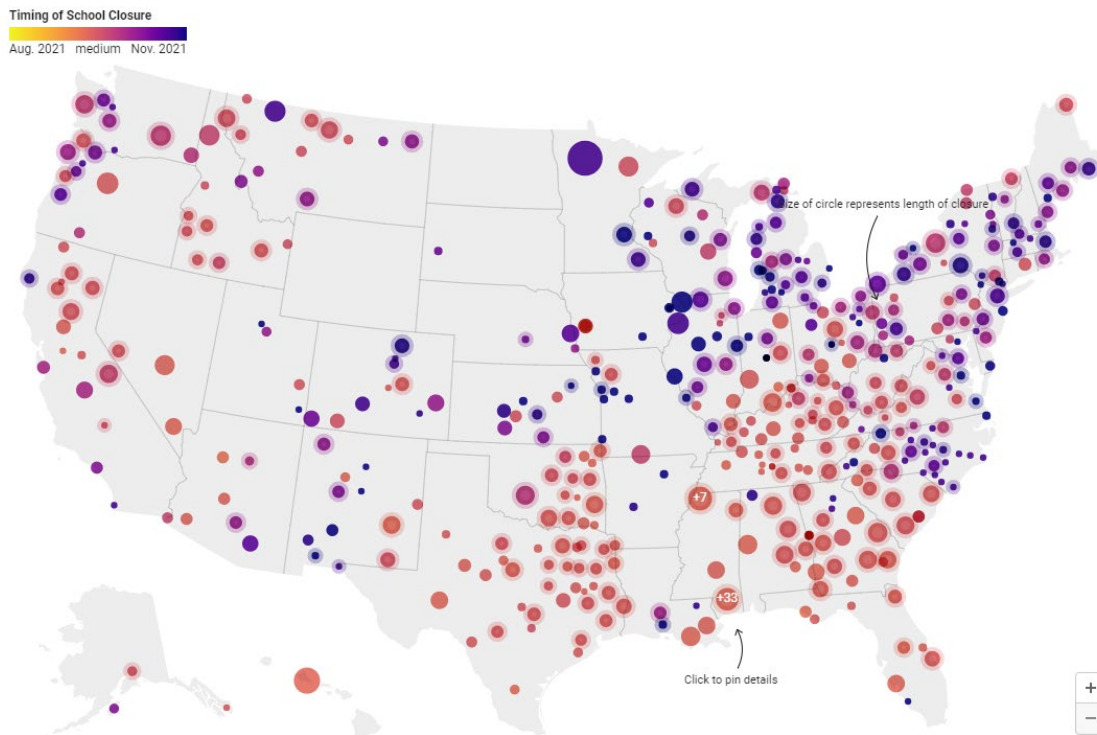 Timing of School Closure
Aug. 2021 medium Nov. 2021
ize of circle represents length of closure
+7
+33
Click to pin details
+
−